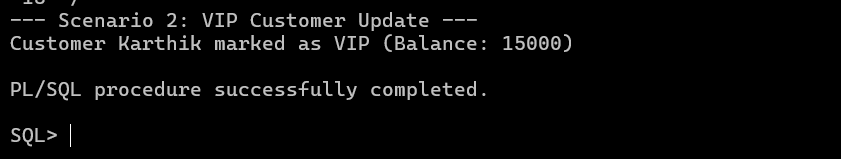 --- Scenario 2: VIP Customer Update ---
Customer Karthik marked as VIP (Balance: 15000)
PL/SQL procedure successfully completed.
SQL>